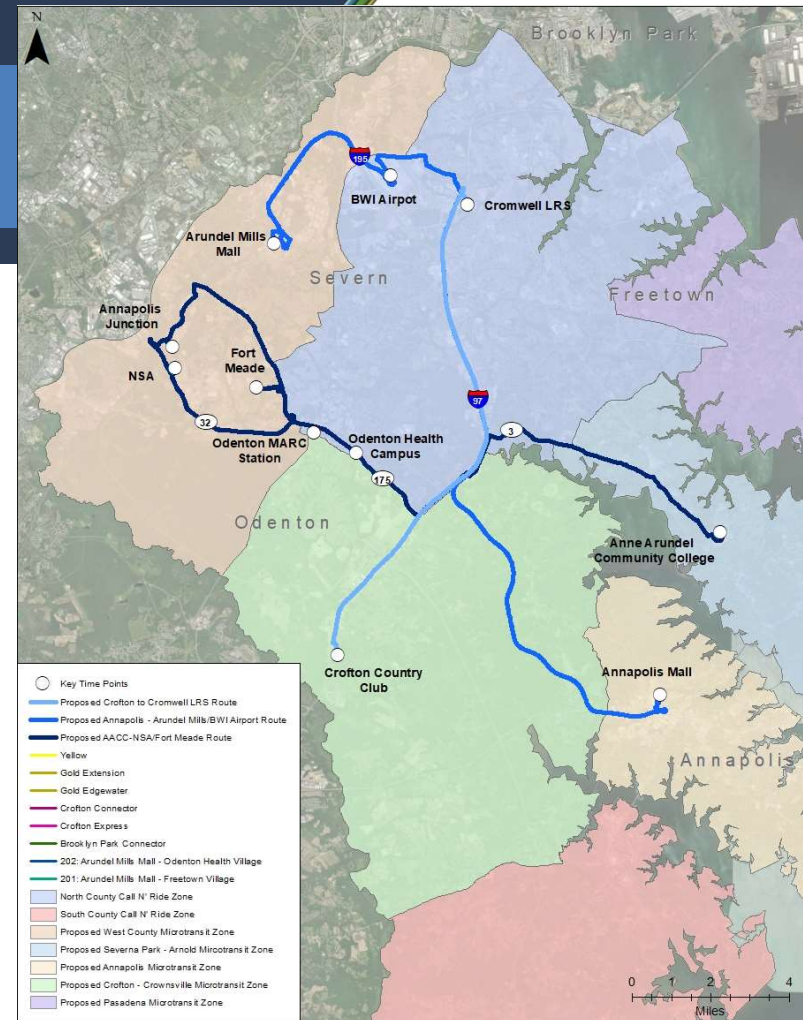 N
Brooklyn Park
195
BWI Airpot
Cromwell LRS
Arundel Mills
Mall
Severn
Freetown
Annapolis
Junction
Fort
Meade
NSA
97
32
3
Odenton MARC
Station
Odenton Health
Campus
175
Odenton
Anne Arundel
Community College
Crofton Country
Club
Annapolis Mall
Annapolis
Key Time Points
Proposed Crofton to Cromwell LRS Route
Proposed Annapolis - Arundel Mills/BWI Airport Route
Proposed AACC-NSA/Fort Meade Route
Yellow
Gold Extension
Gold Edgewater
Crofton Connector
Crofton Express
Brooklyn Park Connector
202: Arundel Mills Mall - Odenton Health Village
201: Arundel Mills Mall - Freetown Village
North County Call N' Ride Zone
South County Call N' Ride Zone
Proposed West County Microtransit Zone
Proposed Severna Park - Arnold Mircotransit Zone
Proposed Annapolis Microtransit Zone
Proposed Crofton - Crownsville Microtransit Zone
Proposed Pasadena Microtransit Zone
0 1 2 4
Miles